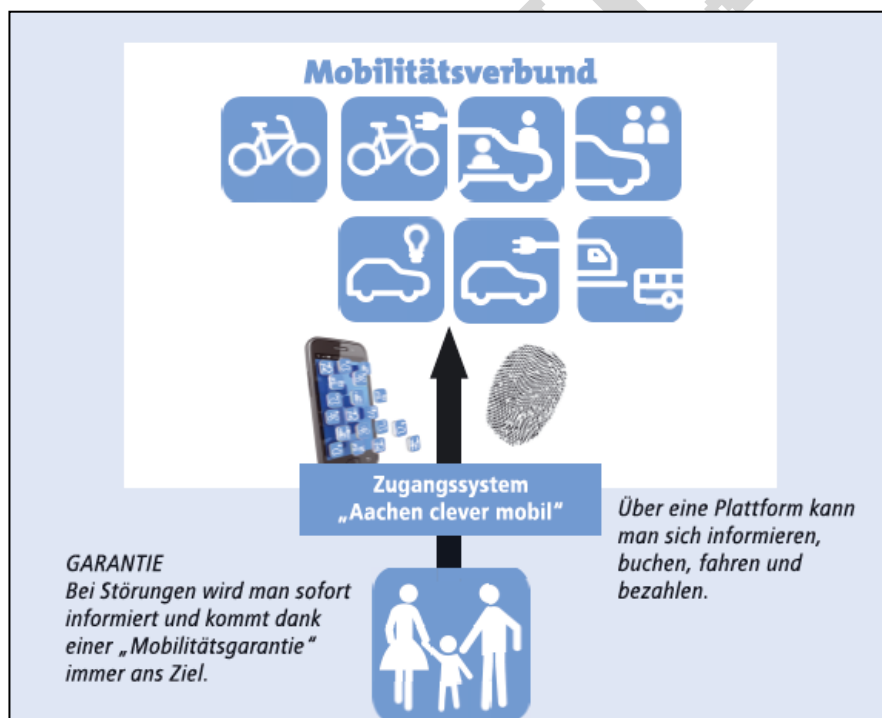 Mobilitätsverbund
Zugangssystem
„Aachen clever mobil“
Über eine Plattform kann
man sich informieren,
buchen, fahren und
bezahlen.
GARANTIE
Bei Störungen wird man sofort
informiert und kommt dank
einer „Mobilitätsgarantie“
immer ans Ziel.